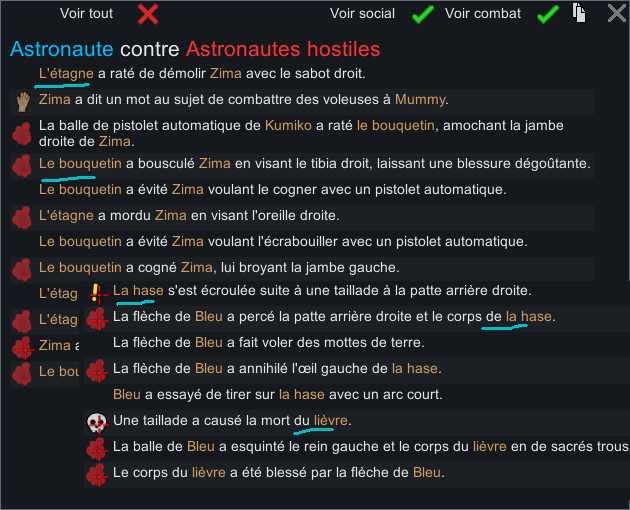 Voir tout Voir social Voir combat
Astronaute contre Astronautes hostiles
L'étagne a raté de démolir Zima avec le sabot droit.
Zima a dit un mot au sujet de combattre des voleuses à Mummy.
La balle de pistolet automatique de Kumiko a raté le bouquetin, amochant la jambe
droite de Zima.
Le bouquetin a bousculé Zima en visant le tibia droit, laissant une blessure dégoûtante.
Le bouquetin a évité Zima voulant le cogner avec un pistolet automatique.
L'étagne a mordu Zima en visant l'oreille droite.
Le bouquetin a évité Zima voulant l'écrabouiller avec un pistolet automatique.
Le bouquetin a cogné Zima, lui broyant la jambe gauche.
L'étag
L'étag
Zima a
Le bou
La hase s'est écroulée suite à une taillade à la patte arrière droite.
La flèche de Bleu a percé la patte arrière droite et le corps de la hase.
La flèche de Bleu a fait voler des mottes de terre.
La flèche de Bleu a annihilé l'œil gauche de la hase.
Bleu a essayé de tirer sur la hase avec un arc court.
Une taillade a causé la mort du lièvre.
La balle de Bleu a esquinté le rein gauche et le corps du lièvre en de sacrés trous
Le corps du lièvre a été blessé par la flèche de Bleu.